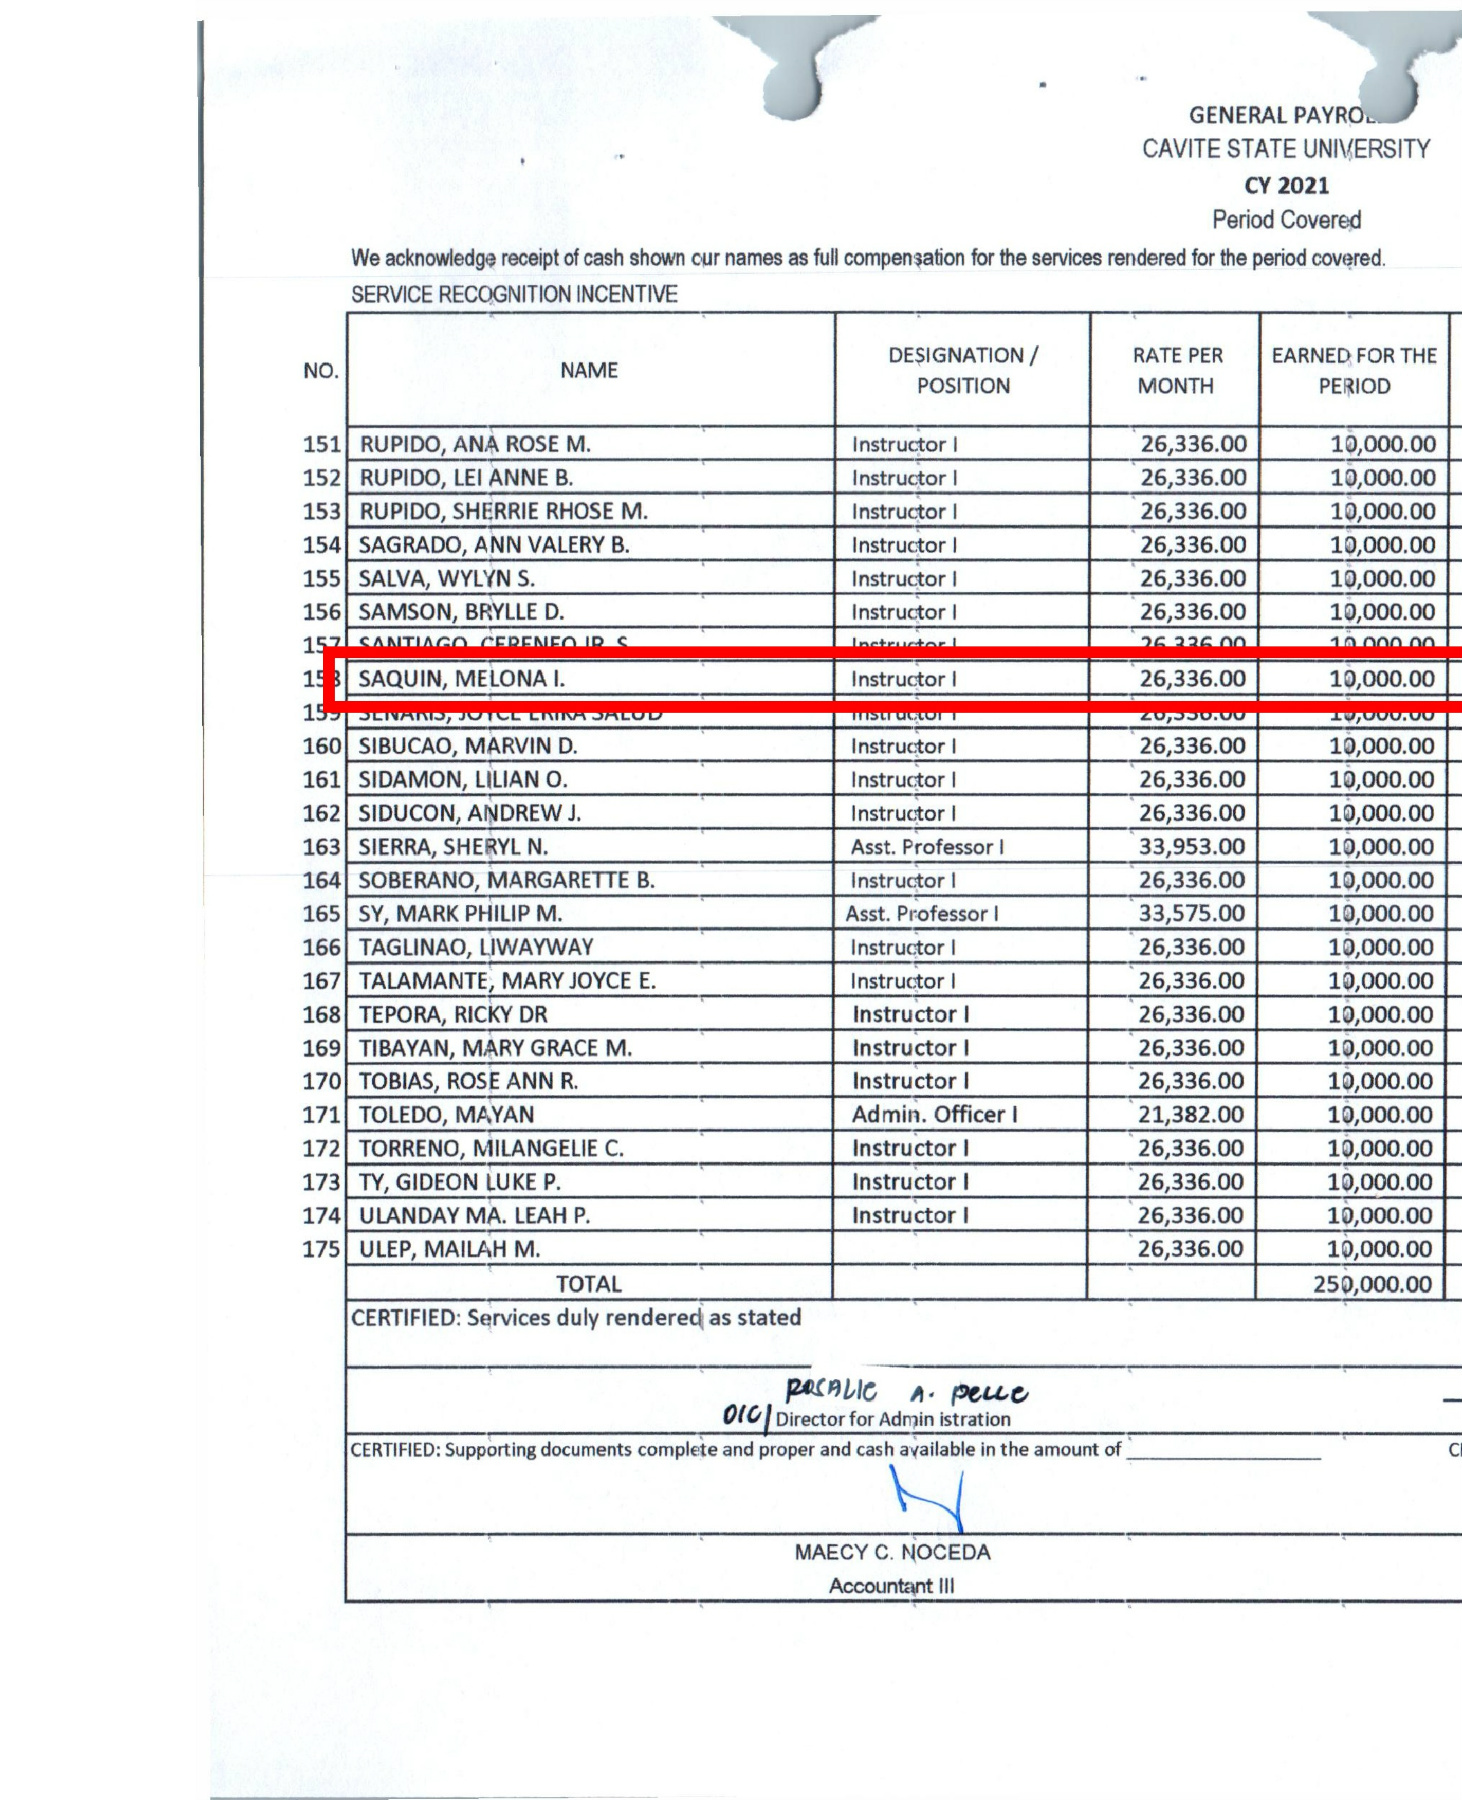 GENERAL PAYROL
CAVITE STATE UNIVERSITY
CY 2021
Period Covered
We acknowledge receipt of cash shown our names as full compensation for the services rendered for the period covered.
SERVICE RECOGNITION INCENTIVE
NO. NAME DESIGNATION / POSITION RATE PER MONTH EARNED FOR THE PERIOD
151 RUPIDO, ANA ROSE M. Instructor I 26,336.00 10,000.00
152 RUPIDO, LEI ANNE B. Instructor I 26,336.00 10,000.00
153 RUPIDO, SHERRIE RHOSE M. Instructor I 26,336.00 10,000.00
154 SAGRADO, ANN VALERY B. Instructor I 26,336.00 10,000.00
155 SALVA, WYLYN S. Instructor I 26,336.00 10,000.00
156 SAMSON, BRYLLE D. Instructor I 26,336.00 10,000.00
157 SANTIAGO, CERENEO JR. S. Instructor I 26,336.00 10,000.00
158 SAQUIN, MELONA I. Instructor I 26,336.00 10,000.00
159 SENARIS, JOYCE ERIKA SALUD Instructor I 26,336.00 10,000.00
160 SIBUCAO, MARVIN D. Instructor I 26,336.00 10,000.00
161 SIDAMON, LILIAN O. Instructor I 26,336.00 10,000.00
162 SIDUCON, ANDREW J. Instructor I 26,336.00 10,000.00
163 SIERRA, SHERYL N. Asst. Professor I 33,953.00 10,000.00
164 SOBERANO, MARGARETTE B. Instructor I 26,336.00 10,000.00
165 SY, MARK PHILIP M. Asst. Professor I 33,575.00 10,000.00
166 TAGLINAO, LIWAYWAY Instructor I 26,336.00 10,000.00
167 TALAMANTE, MARY JOYCE E. Instructor I 26,336.00 10,000.00
168 TEPORA, RICKY DR Instructor I 26,336.00 10,000.00
169 TIBAYAN, MARY GRACE M. Instructor I 26,336.00 10,000.00
170 TOBIAS, ROSE ANN R. Instructor I 26,336.00 10,000.00
171 TOLEDO, MAYAN Admin. Officer I 21,382.00 10,000.00
172 TORRENO, MILANGELIE C. Instructor I 26,336.00 10,000.00
173 TY, GIDEON LUKE P. Instructor I 26,336.00 10,000.00
174 ULANDAY MA. LEAH P. Instructor I 26,336.00 10,000.00
175 ULEP, MAILAH M. 26,336.00 10,000.00
TOTAL 250,000.00
CERTIFIED: Services duly rendered as stated
ROSALIE A. PELLE
OIC/ Director for Admin istration
CERTIFIED: Supporting documents complete and proper and cash available in the amount of
MAECY C. NOCEDA
Accountant III